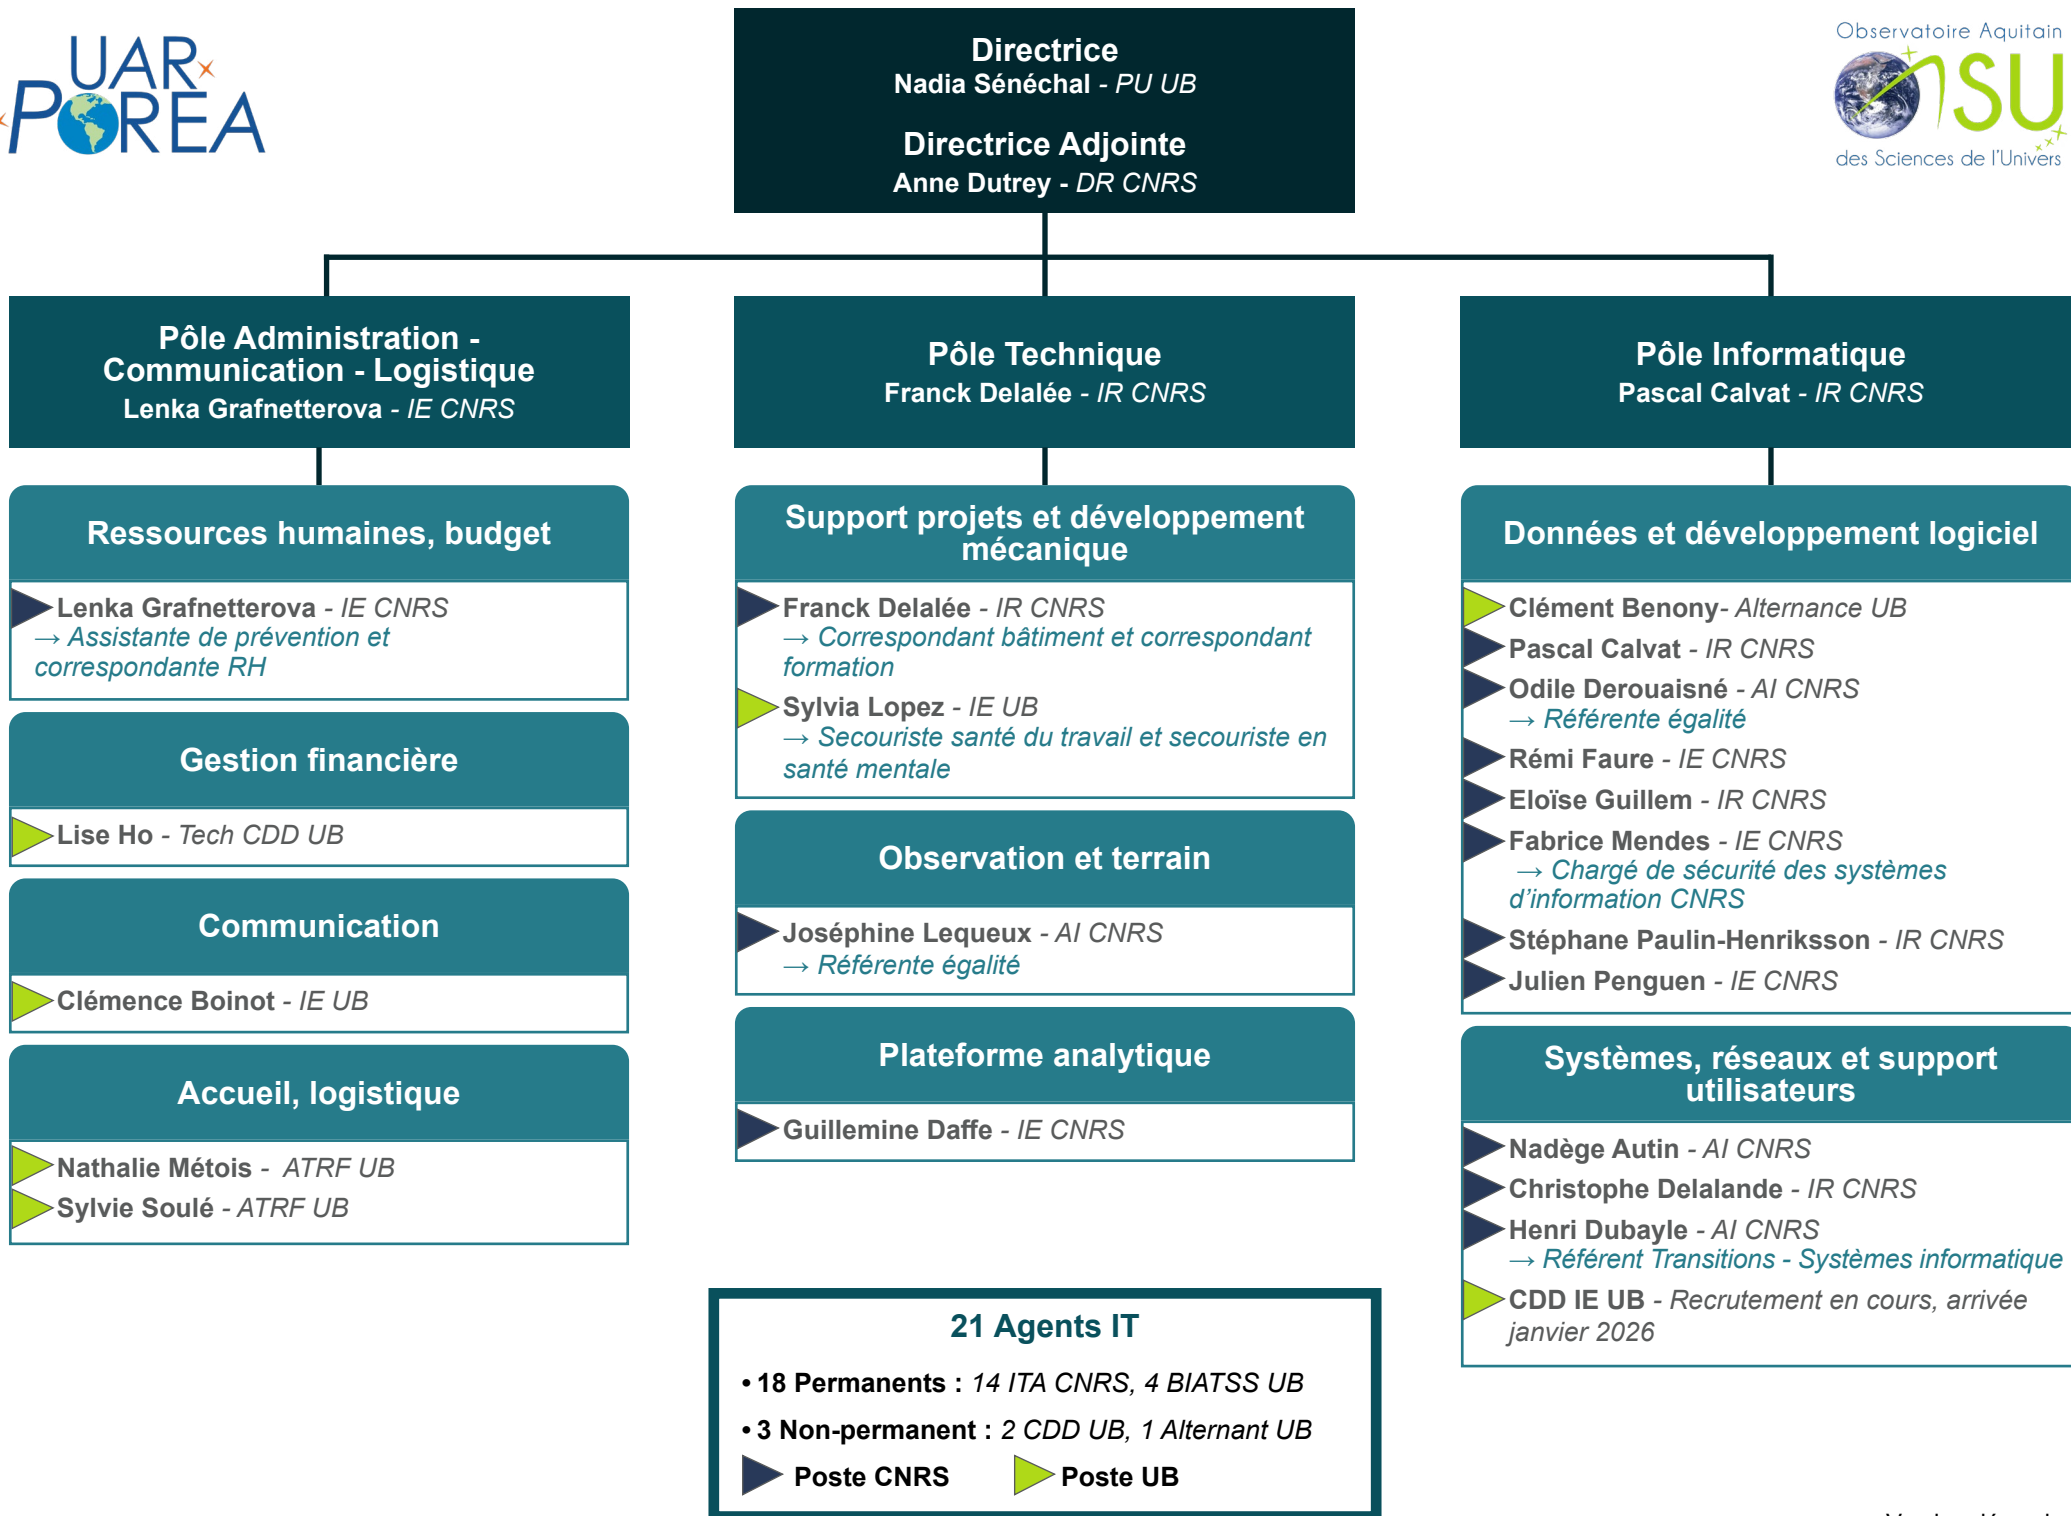 UAR
POREA
Directrice
Nadia Sénéchal - PU UB
Directrice Adjointe
Anne Dutrey - DR CNRS
Observatoire Aquitain
OASU
des Sciences de l'Univers
Pôle Administration -
Communication - Logistique
Lenka Grafnetterova - IE CNRS
Ressources humaines, budget
Lenka Grafnetterova - IE CNRS
→ Assistante de prévention et
correspondante RH
Gestion financière
Lise Ho - Tech CDD UB
Communication
Clémence Boinot - IE UB
Accueil, logistique
Nathalie Métois - ATRF UB
Sylvie Soulé - ATRF UB
Pôle Technique
Franck Delalée - IR CNRS
Support projets et développement
mécanique
Franck Delalée - IR CNRS
→ Correspondant bâtiment et correspondant
formation
Sylvia Lopez - IE UB
→ Secouriste santé du travail et secouriste en
santé mentale
Observation et terrain
Joséphine Lequeux - AI CNRS
→ Référente égalité
Plateforme analytique
Guillemine Daffe - IE CNRS
Pôle Informatique
Pascal Calvat - IR CNRS
Données et développement logiciel
Clément Benony- Alternance UB
Pascal Calvat - IR CNRS
Odile Derouaisné - AI CNRS
→ Référente égalité
Rémi Faure - IE CNRS
Eloïse Guillem - IR CNRS
Fabrice Mendes - IE CNRS
→ Chargé de sécurité des systèmes
d'information CNRS
Stéphane Paulin-Henriksson - IR CNRS
Julien Penguen - IE CNRS
Systèmes, réseaux et support
utilisateurs
Nadège Autin - AI CNRS
Christophe Delalande - IR CNRS
Henri Dubayle - AI CNRS
→ Référent Transitions - Systèmes informatique
CDD IE UB - Recrutement en cours, arrivée
janvier 2026
21 Agents IT
• 18 Permanents : 14 ITA CNRS, 4 BIATSS UB
• 3 Non-permanent : 2 CDD UB, 1 Alternant UB
Poste CNRS Poste UB